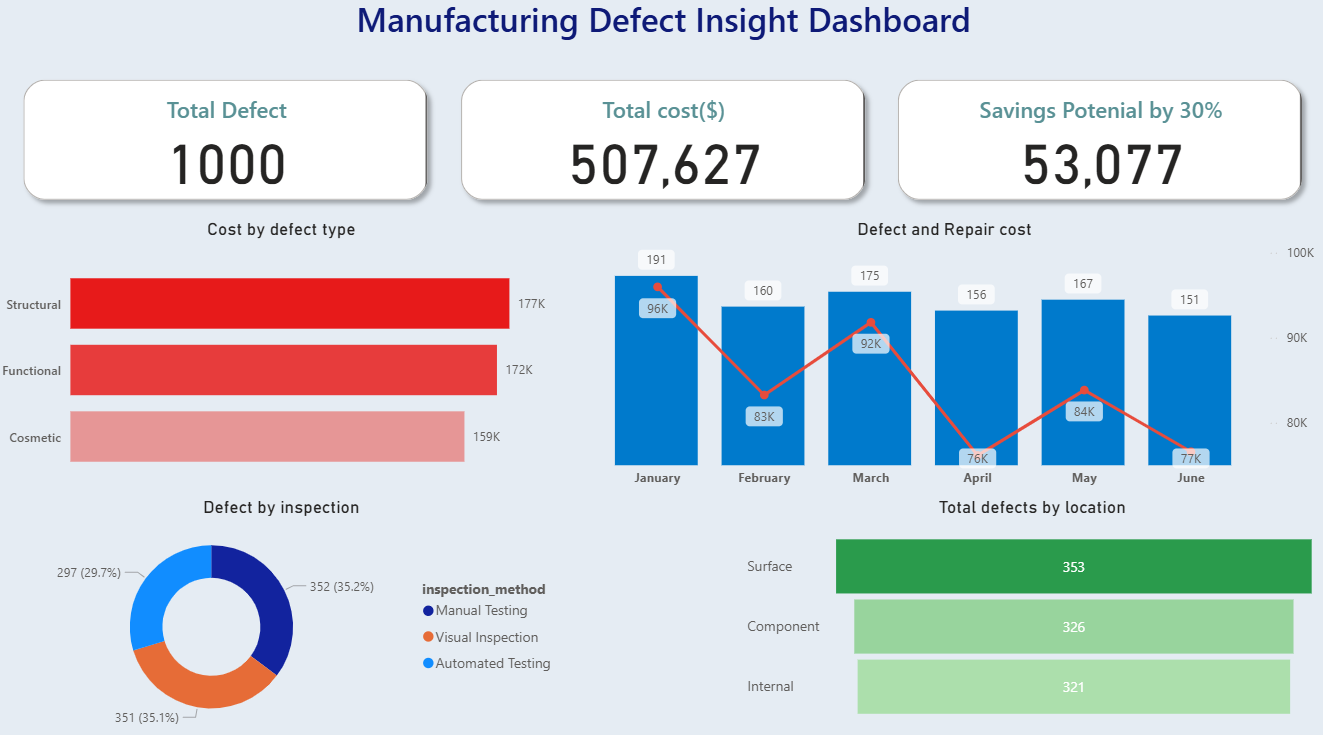 Manufacturing Defect Insight Dashboard
Total Defect
1000
Total cost($)
507,627
Savings Potenial by 30%
53,077
Cost by defect type
Structural
177K
Functional
172K
Cosmetic
159K
Defect and Repair cost
100K
90K
80K
191
160
175
156
167
151
96K
83K
92K
76K
84K
77K
January
February
March
April
May
June
Defect by inspection
297 (29.7%)
352 (35.2%)
351 (35.1%)
inspection_method
Manual Testing
Visual Inspection
Automated Testing
Total defects by location
Surface
353
Component
326
Internal
321